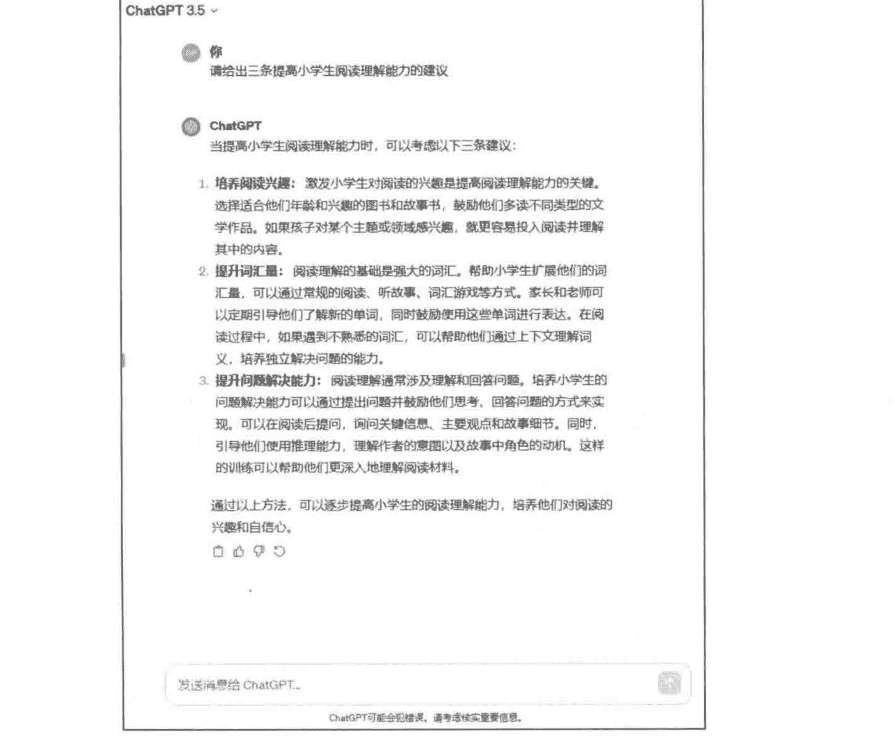 ChatGPT 3.5
你
请给出三条提高小学生阅读理解能力的建议
ChatGPT
当提高小学生阅读理解能力时，可以考虑以下三条建议：
1. 培养阅读兴趣： 激发小学生对阅读的兴趣是提高阅读理解能力的关键。
选择适合他们年龄和兴趣的图书和故事书，鼓励他们多读不同类型的文
学作品。如果孩子对某个主题或领域感兴趣，就更容易投入阅读并理解
其中的内容。
2. 提升词汇量： 阅读理解的基础是强大的词汇。帮助小学生扩展他们的词
汇量，可以通过常规的阅读、听故事、词汇游戏等方式。家长和老师可
以定期引导他们了解新的单词，同时鼓励使用这些单词进行表达。在阅
读过程中，如果遇到不熟悉的词汇，可以帮助他们通过上下文理解词
义，培养独立解决问题的能力。
3. 提升问题解决能力： 阅读理解通常涉及理解和回答问题。培养小学生的
问题解决能力可以通过提出问题并鼓励他们思考、回答问题的方式来实
现。可以在阅读后提问，询问关键信息、主要观点和故事细节。同时，
引导他们使用推理能力，理解作者的意图以及故事中角色的动机。这样
的训练可以帮助他们更深入地理解阅读材料。
通过以上方法，可以逐步提高小学生的阅读理解能力，培养他们对阅读的
兴趣和自信心。
发送消息给 ChatGPT...
ChatGPT可能会犯错误。请考虑核实重要信息。